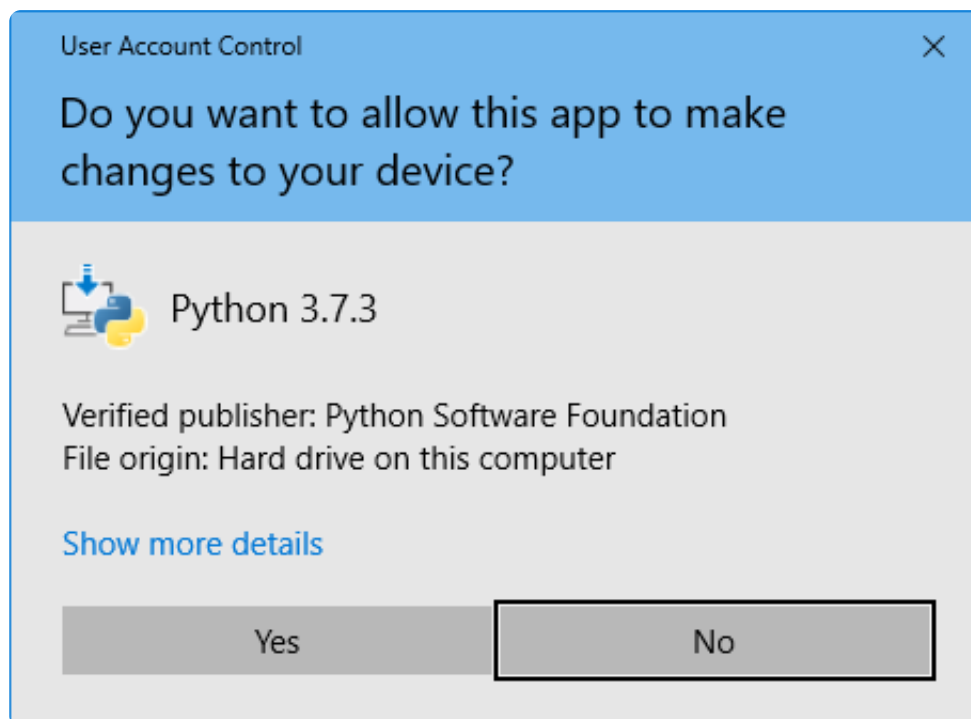 User Account Control
Do you want to allow this app to make
changes to your device?
Python 3.7.3
Verified publisher: Python Software Foundation
File origin: Hard drive on this computer
Show more details
Yes
No